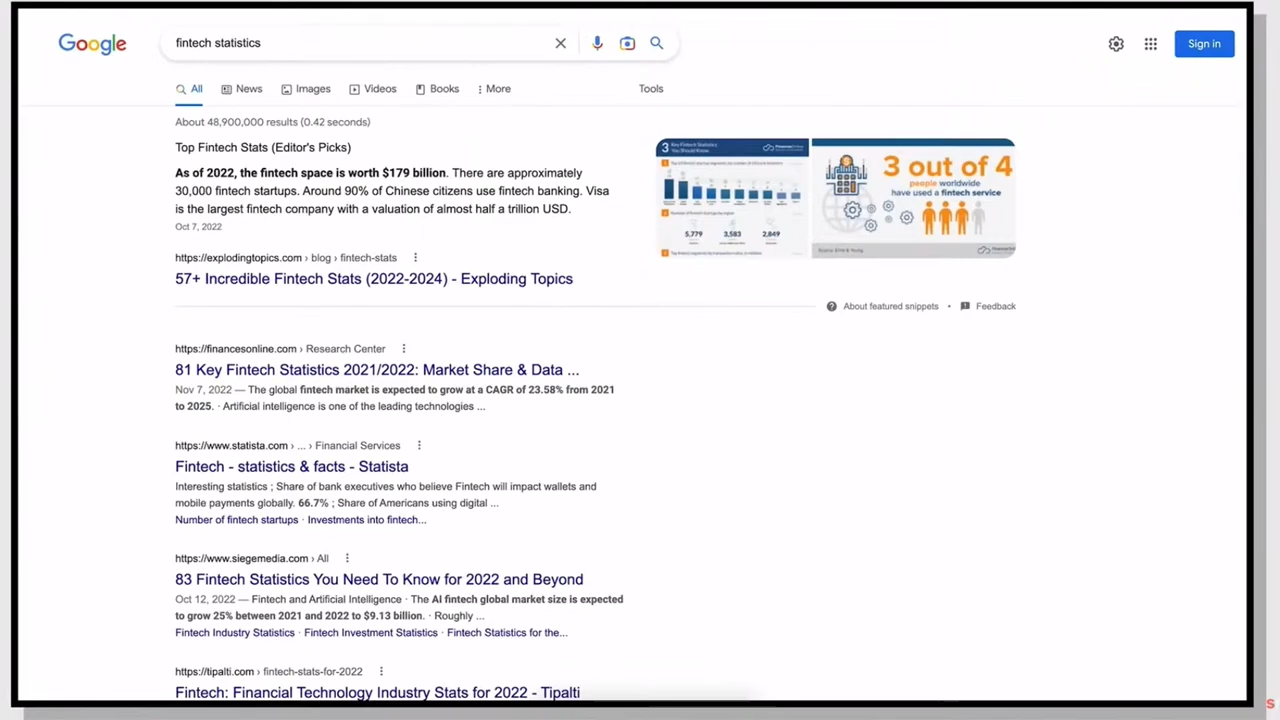 Google
fintech statistics
Sign in
All News Images Videos Books More Tools
About 48,900,000 results (0.42 seconds)
Top Fintech Stats (Editor's Picks)
As of 2022, the fintech space is worth $179 billion. There are approximately
30,000 fintech startups. Around 90% of Chinese citizens use fintech banking. Visa
is the largest fintech company with a valuation of almost half a trillion USD.
Oct 7, 2022
https://explodingtopics.com › blog › fintech-stats
57+ Incredible Fintech Stats (2022-2024) - Exploding Topics
3 Key Fintech Statistics
You Should Know
5,779 3,583 2,849
3 out of 4
people worldwide
have used a fintech service
About featured snippets • Feedback
https://financesonline.com › Research Center
81 Key Fintech Statistics 2021/2022: Market Share & Data ...
Nov 7, 2022 — The global fintech market is expected to grow at a CAGR of 23.58% from 2021
to 2025. · Artificial intelligence is one of the leading technologies ...
https://www.statista.com › ... › Financial Services
Fintech - statistics & facts - Statista
Interesting statistics ; Share of bank executives who believe Fintech will impact wallets and
mobile payments globally. 66.7% ; Share of Americans using digital ...
Number of fintech startups · Investments into fintech...
https://www.siegemedia.com › All
83 Fintech Statistics You Need To Know for 2022 and Beyond
Oct 12, 2022 — Fintech and Artificial Intelligence · The AI fintech global market size is expected
to grow 25% between 2021 and 2022 to $9.13 billion. · Roughly ...
Fintech Industry Statistics · Fintech Investment Statistics · Fintech Statistics for the...
https://tipalti.com › fintech-stats-for-2022
Fintech: Financial Technology Industry Stats for 2022 - Tipalti
S